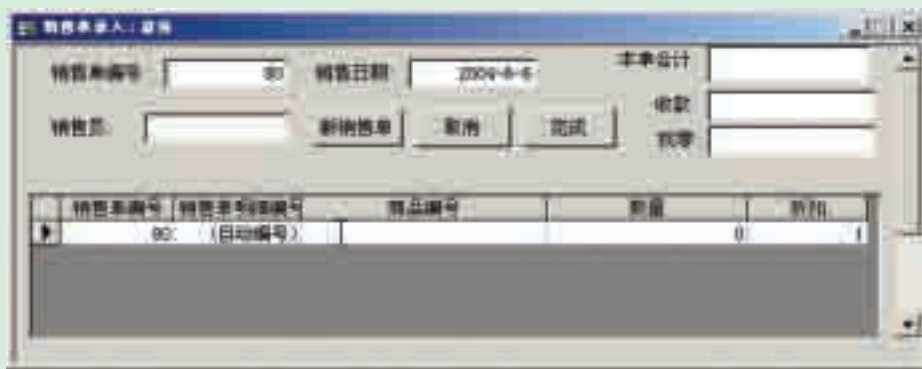 销售单录入：窗体
销售单编号 80 销售日期 2004-6-6 本单合计
收款
销售员: 新销售单 取消 完成 找零
销售单编号 销售单明细编号 商品编号 数量 折扣
80 (自动编号) 0 1